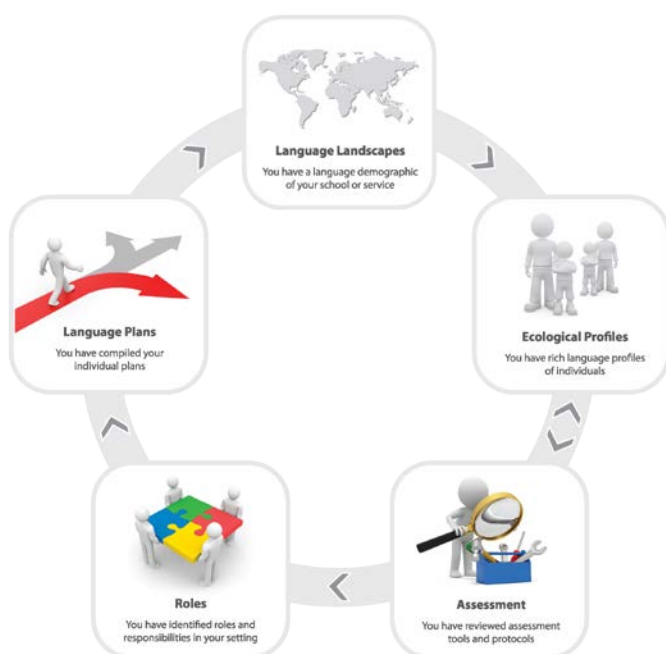 Language Landscapes
You have a language demographic
of your school or service
Ecological Profiles
You have rich language profiles
of individuals
Assessment
You have reviewed assessment
tools and protocols
Roles
You have identified roles and
responsibilities in your setting
Language Plans
You have compiled your
individual plans